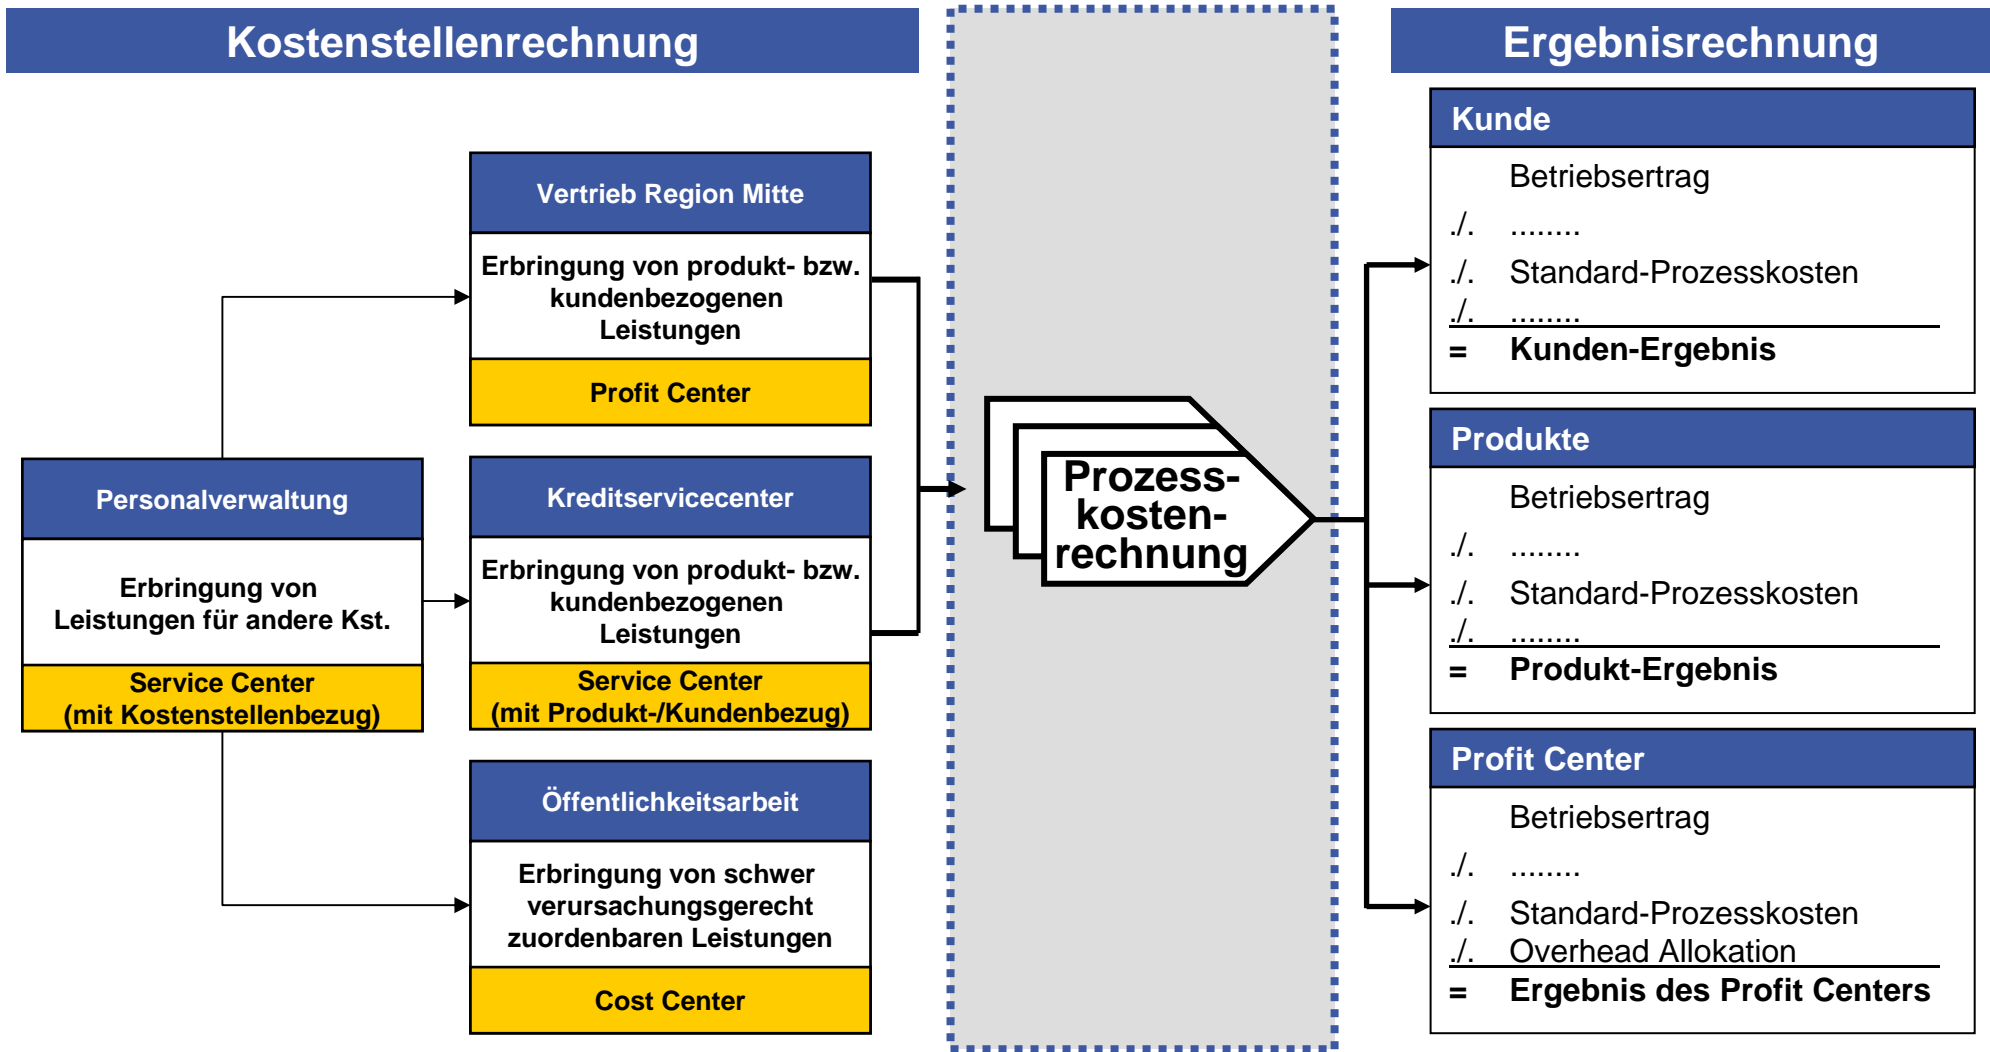 Kostenstellenrechnung
Personalverwaltung
Erbringung von
Leistungen für andere Kst.
Service Center
(mit Kostenstellenbezug)
Vertrieb Region Mitte
Erbringung von produkt- bzw.
kundenbezogenen
Leistungen
Profit Center
Kreditservicecenter
Erbringung von produkt- bzw.
kundenbezogenen
Leistungen
Service Center
(mit Produkt-/Kundenbezug)
Öffentlichkeitsarbeit
Erbringung von schwer
verursachungsgerecht
zuordenbaren Leistungen
Cost Center
Prozess-
kosten-
rechnung
Ergebnisrechnung
Kunde
Betriebsertrag
./. ........
./. Standard-Prozesskosten
./. ........
= Kunden-Ergebnis
Produkte
Betriebsertrag
./. ........
./. Standard-Prozesskosten
./. ........
= Produkt-Ergebnis
Profit Center
Betriebsertrag
./. ........
./. Standard-Prozesskosten
./. Overhead Allokation
= Ergebnis des Profit Centers